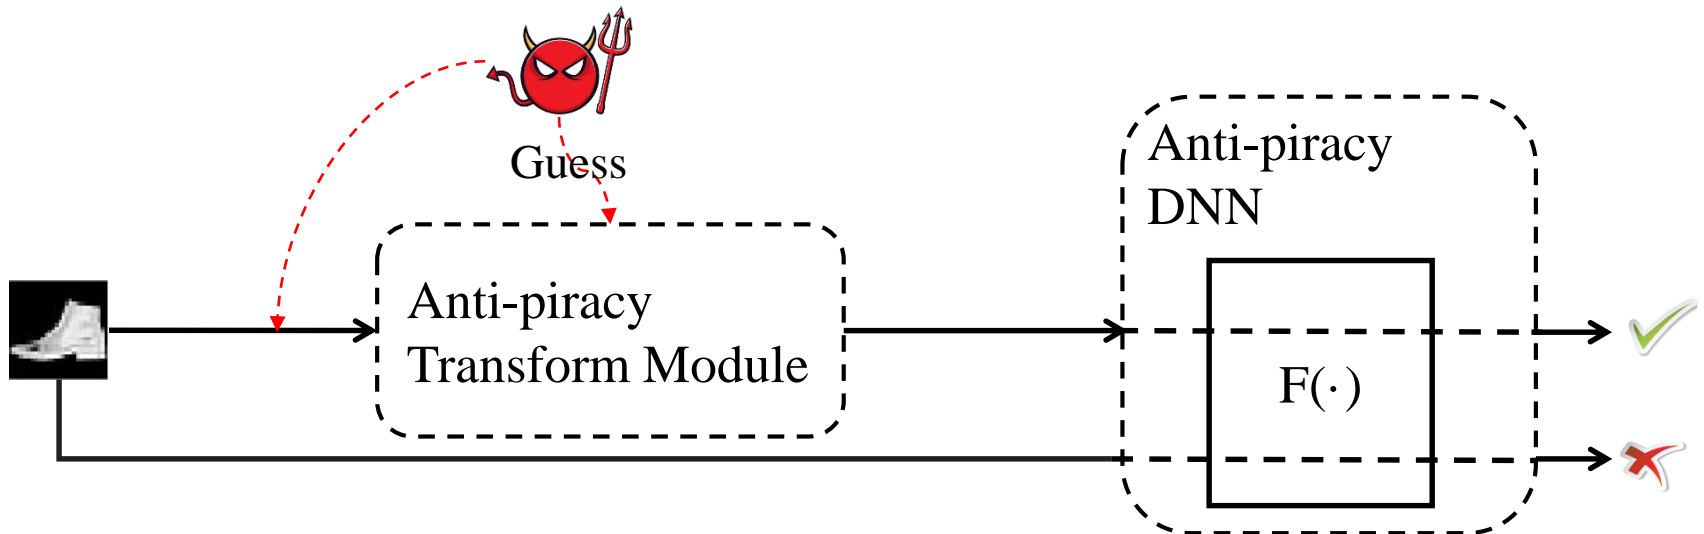 Guess
Anti-piracy
DNN
Anti-piracy
Transform Module
F(·)